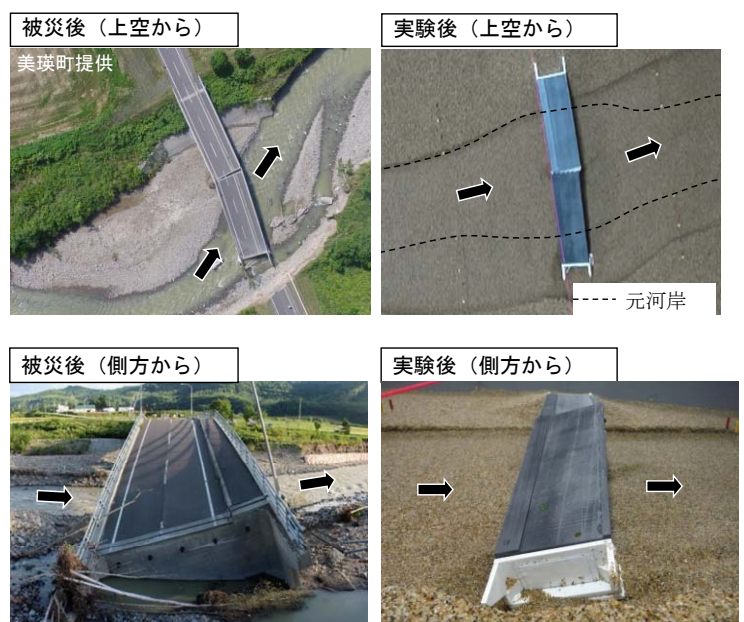 被災後（上空から）
美瑛町提供
実験後（上空から）
元河岸
被災後（側方から）
実験後（側方から）